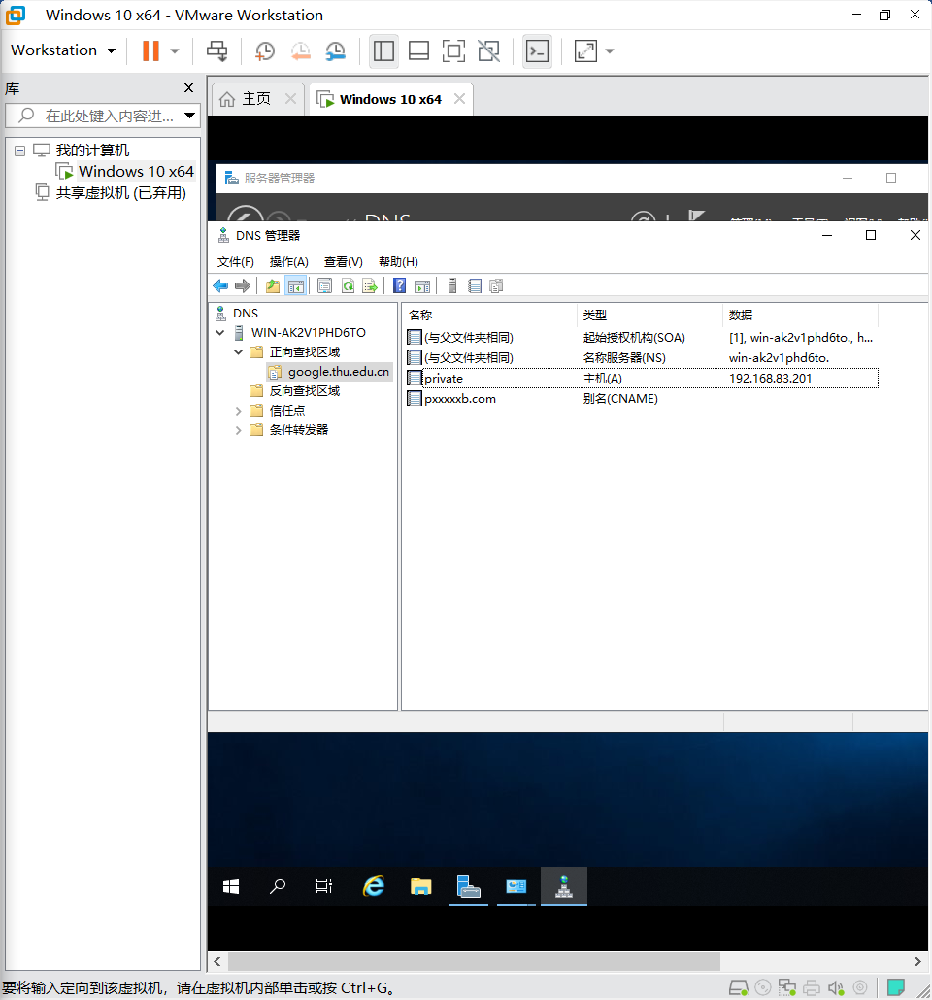 Windows 10 x64 - VMware Workstation
Workstation
库
在此处键入内容进...
主页
Windows 10 x64
我的计算机
Windows 10 x64
共享虚拟机 (已弃用)
服务器管理器
DNS
DNS 管理器
文件(F) 操作(A) 查看(V) 帮助(H)
DNS
WIN-AK2V1PHD6TO
正向查找区域
google.thu.edu.cn
反向查找区域
信任点
条件转发器
名称 类型 数据
(与父文件夹相同) 起始授权机构(SOA) [1], win-ak2v1phd6to., h...
(与父文件夹相同) 名称服务器(NS) win-ak2v1phd6to.
private 主机(A) 192.168.83.201
pxxxxxb.com 别名(CNAME)
要将输入定向到该虚拟机，请在虚拟机内部单击或按 Ctrl+G。